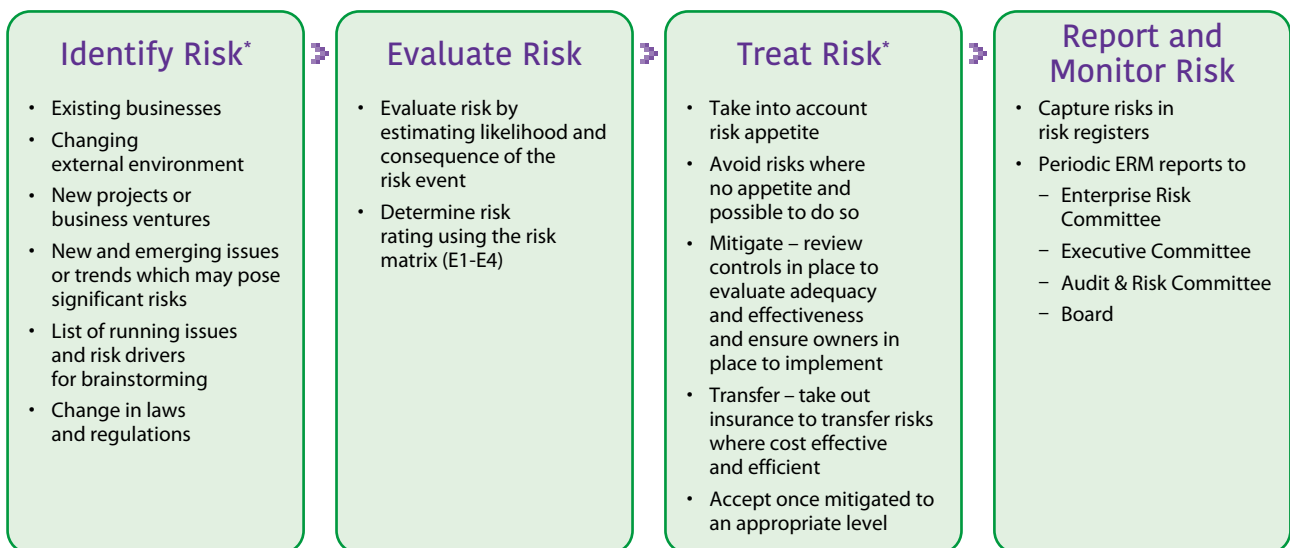 Identify Risk*
• Existing businesses
• Changing
external environment
• New projects or
business ventures
• New and emerging issues
or trends which may pose
significant risks
• List of running issues
and risk drivers
for brainstorming
• Change in laws
and regulations
Evaluate Risk
• Evaluate risk by
estimating likelihood and
consequence of the
risk event
• Determine risk
rating using the risk
matrix (E1-E4)
Treat Risk*
• Take into account
risk appetite
• Avoid risks where
no appetite and
possible to do so
• Mitigate – review
controls in place to
evaluate adequacy
and effectiveness
and ensure owners in
place to implement
• Transfer – take out
insurance to transfer risks
where cost effective
and efficient
• Accept once mitigated to
an appropriate level
Report and
Monitor Risk
• Capture risks in
risk registers
• Periodic ERM reports to
– Enterprise Risk
Committee
– Executive Committee
– Audit & Risk Committee
– Board